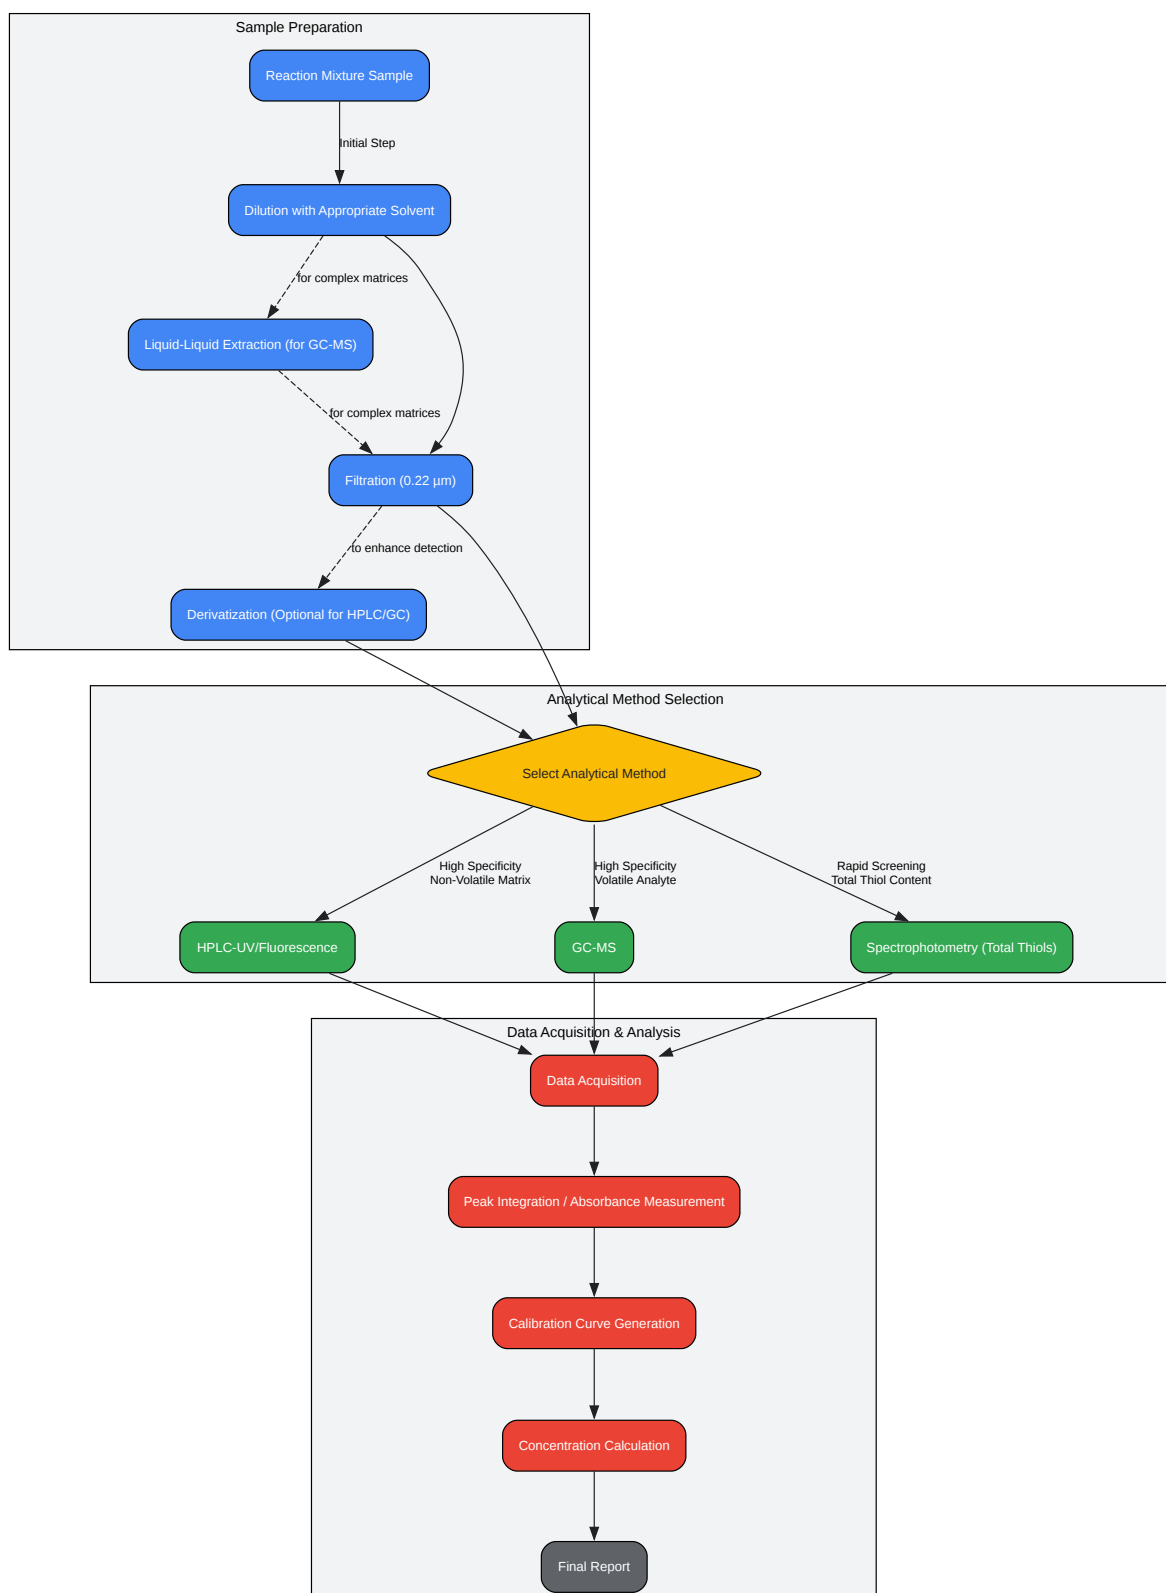 Sample Preparation
Reaction Mixture Sample
Initial Step
Dilution with Appropriate Solvent
for complex matrices
Liquid-Liquid Extraction (for GC-MS)
for complex matrices
Filtration (0.22 µm)
to enhance detection
Derivatization (Optional for HPLC/GC)
Analytical Method Selection
Select Analytical Method
High Specificity
Non-Volatile Matrix
High Specificity
Volatile Analyte
Rapid Screening
Total Thiol Content
HPLC-UV/Fluorescence
GC-MS
Spectrophotometry (Total Thiols)
Data Acquisition & Analysis
Data Acquisition
Peak Integration / Absorbance Measurement
Calibration Curve Generation
Concentration Calculation
Final Report